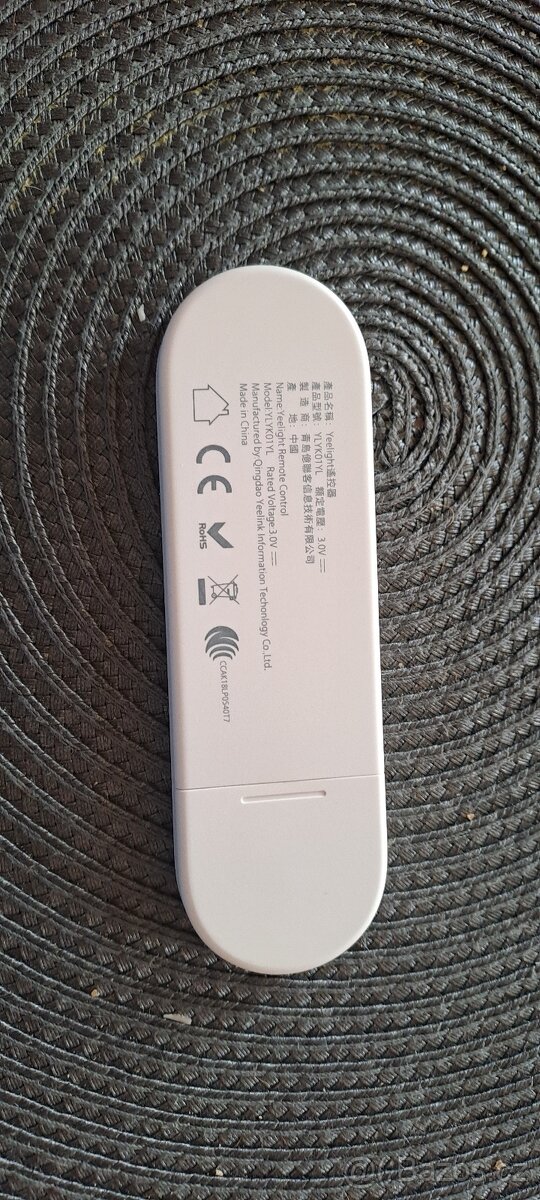 產品名稱：Yeelight遙控器
產品型號：YLYK01YL 額定電壓：3.0V
製造商：青島億聯客信息技術有限公司
產地：中國
Name:Yeelight Remote Control
Model:YLYK01YL Rated Voltage:3.0V
Manufactured by Qingdao Yeelink Information Techonlogy Co.,Ltd.
Made in China
CE
RoHS
CCAK18LP0540T7
Bazos.cz